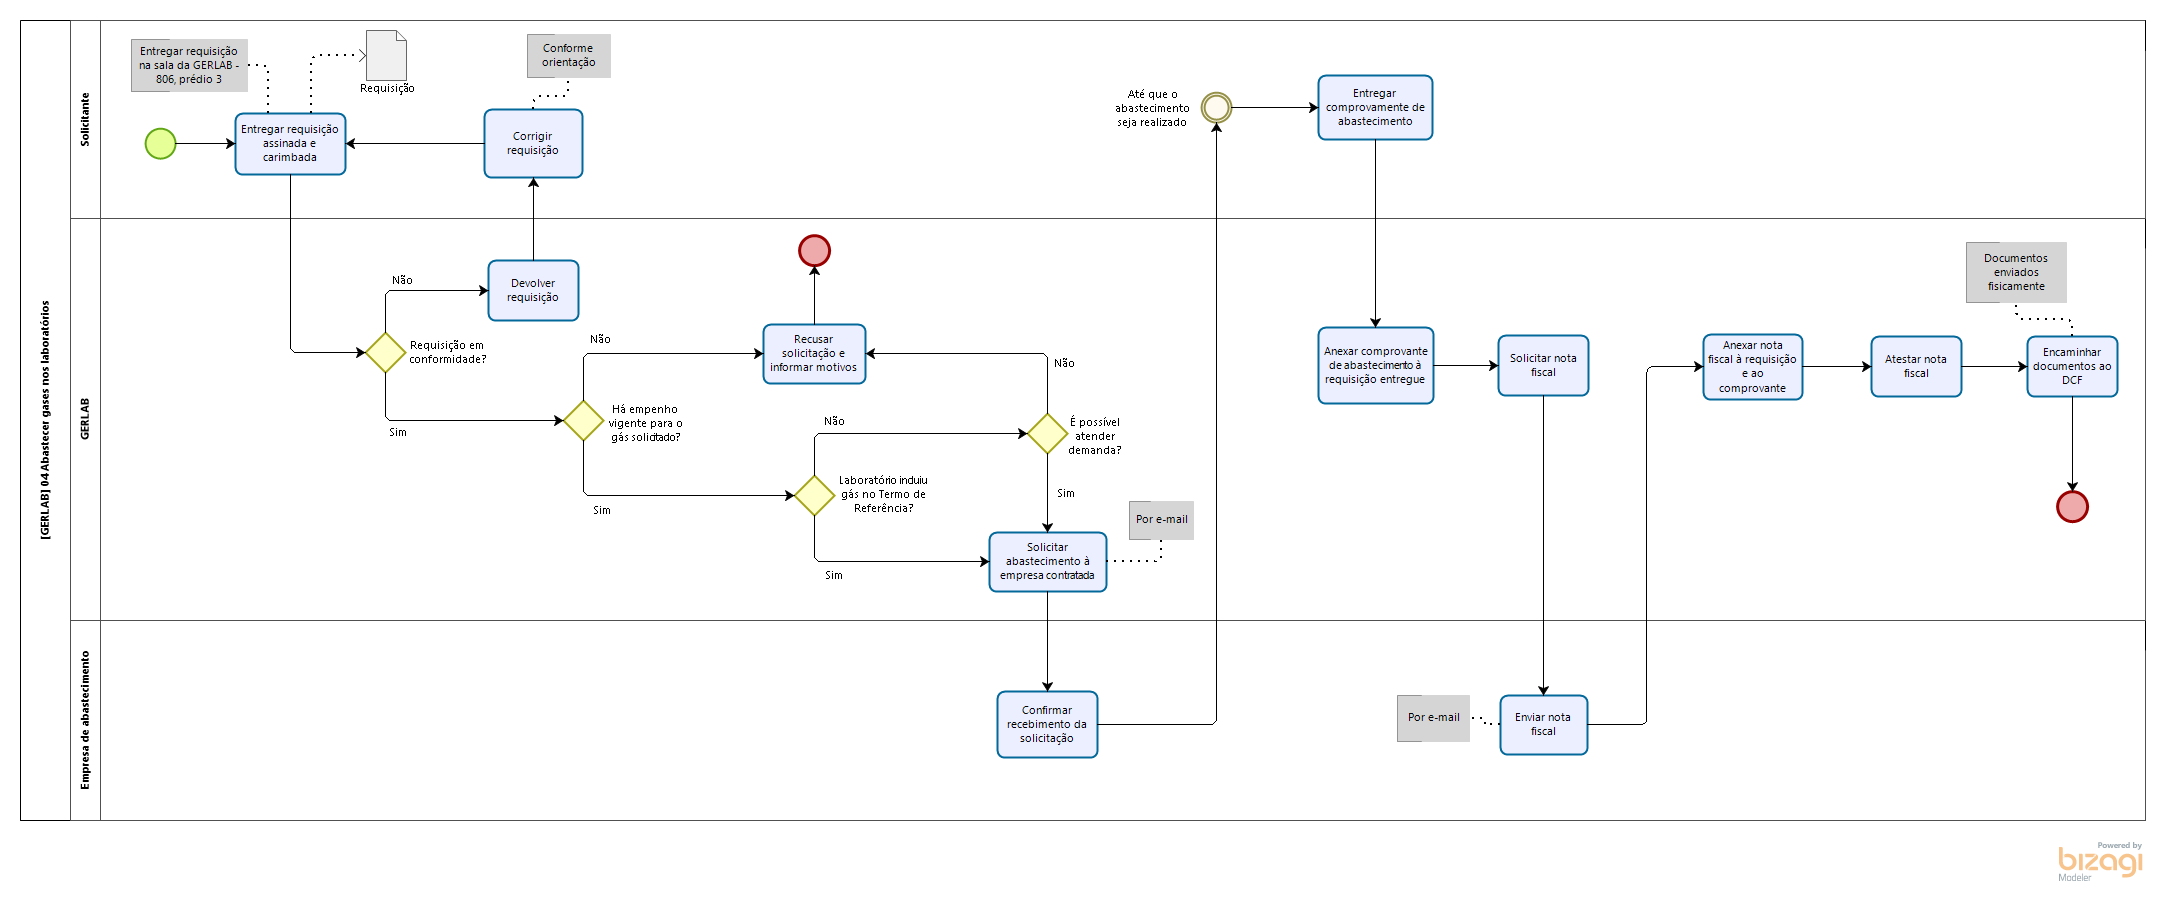 [GERLAB] 04 Abastecer gases nos laboratórios
Solicitante
Entregar requisição
na sala da GERLAB -
806, prédio 3
Requisição
Conforme
orientação
Entregar requisição
assinada e
carimbada
Corrigir
requisição
Até que o
abastecimento
seja realizado
Entregar
comprovamente de
abastecimento
GERLAB
Não
Devolver
requisição
Requisição em
conformidade?
Sim
Não
Recusar
solicitação e
informar motivos
Há empenho
vigente para o
gás solicitado?
Sim
Não
Laboratório incluiu
gás no Termo de
Referência?
Sim
Não
É possível
atender
demanda?
Sim
Solicitar
abastecimento à
empresa contratada
Por e-mail
Anexar comprovante
de abastecimento à
requisição entregue
Solicitar nota
fiscal
Anexar nota
fiscal à requisição
e ao
comprovante
Atestar nota
fiscal
Documentos
enviados
fisicamente
Encaminhar
documentos ao
DCF
Empresa de abastecimento
Confirmar
recebimento da
solicitação
Por e-mail
Enviar nota
fiscal
Powered by
bizagi
Modeler